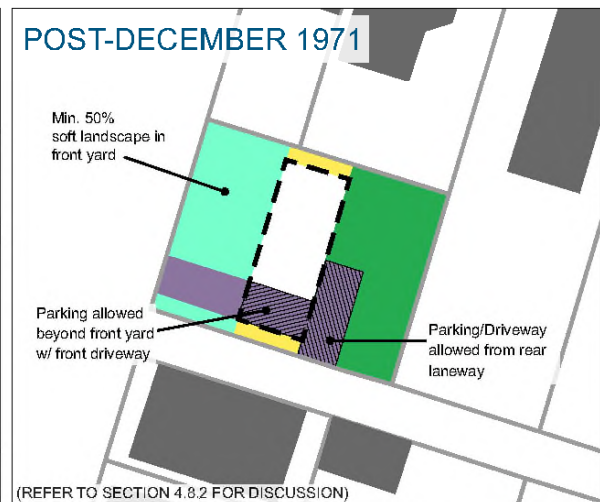 POST-DECEMBER 1971
Min. 50%
soft landscape in
front yard
Parking allowed
beyond front yard
w/ front driveway
Parking/Driveway
allowed from rear
laneway
(REFER TO SECTION 4.8.2 FOR DISCUSSION)